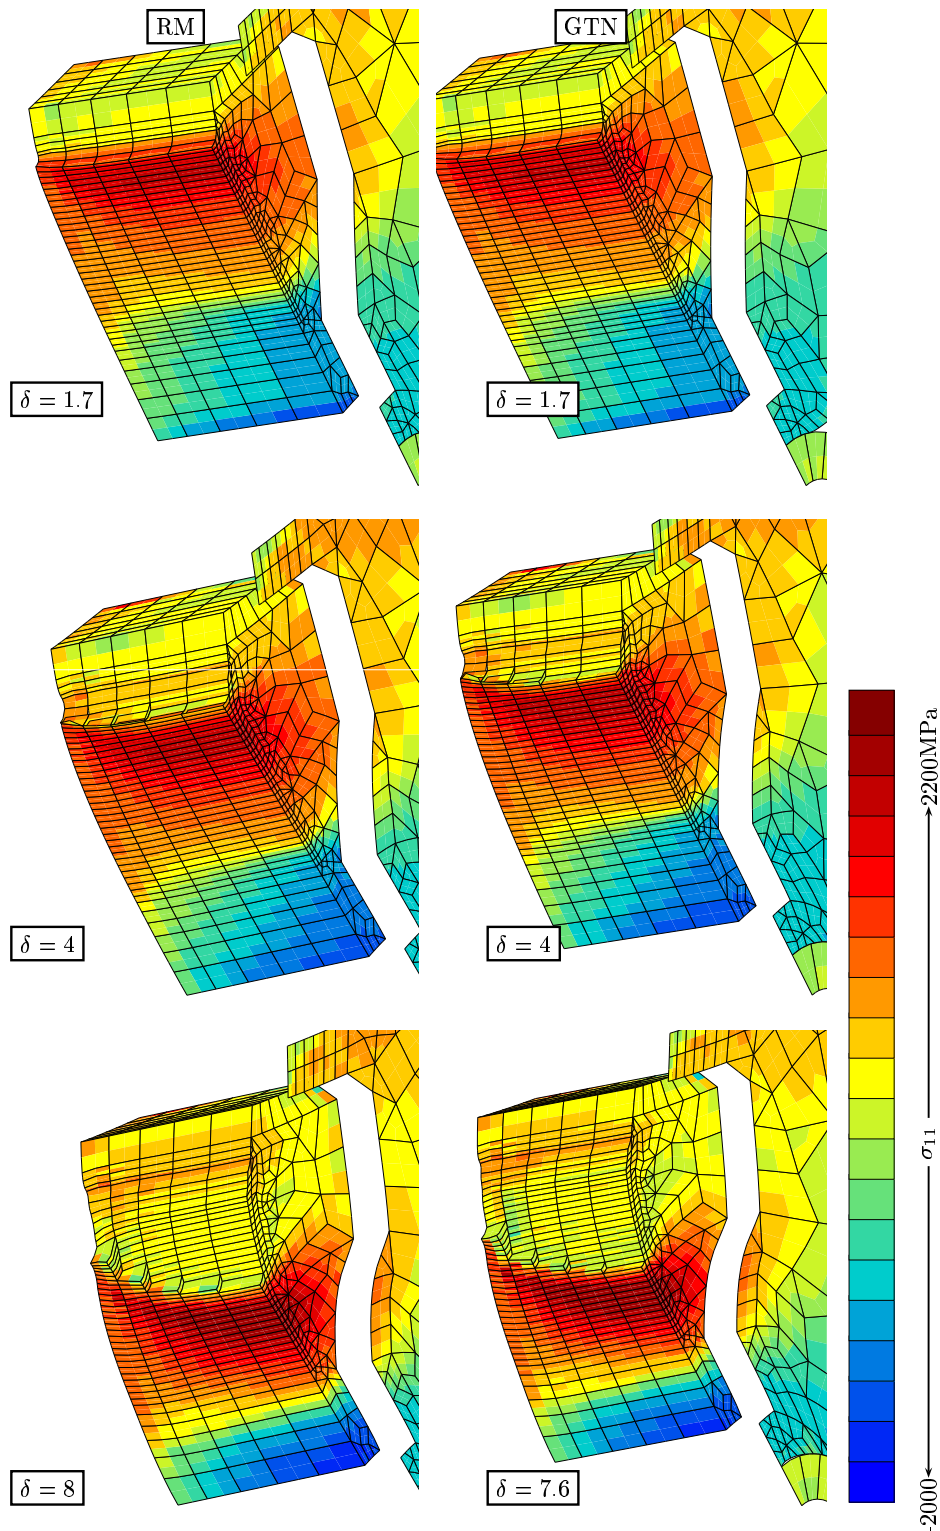 RM
GTN
δ = 1.7
δ = 1.7
δ = 4
δ = 4
2200MPa
σ11
-2000
δ = 8
δ = 7.6